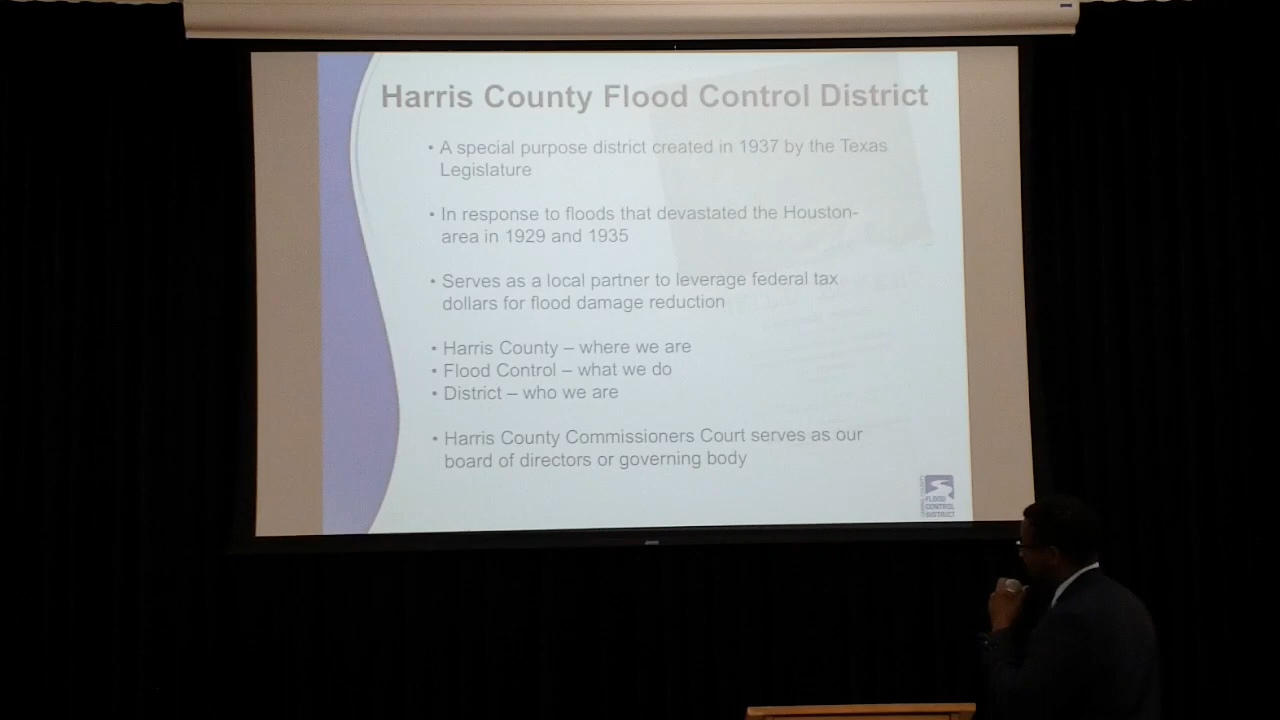 Harris County Flood Control District
• A special purpose district created in 1937 by the Texas
Legislature
• In response to floods that devastated the Houston-
area in 1929 and 1935
• Serves as a local partner to leverage federal tax
dollars for flood damage reduction
• Harris County – where we are
• Flood Control – what we do
• District – who we are
• Harris County Commissioners Court serves as our
board of directors or governing body
FLOOD
CONTROL
DISTRICT